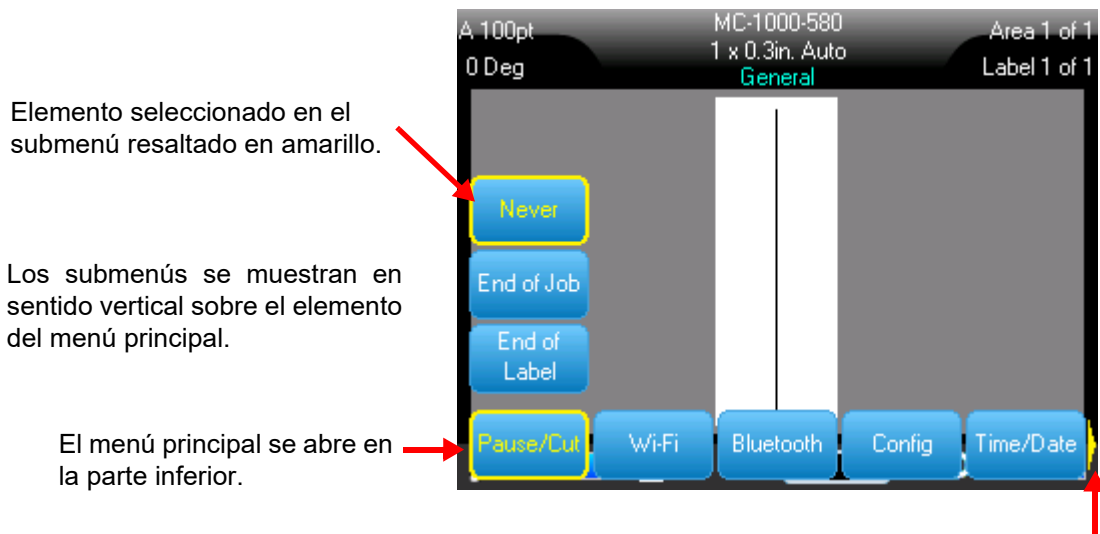 A 100pt
MC-1000-580
Area 1 of 1
1 x 0.3in. Auto
0 Deg
General
Label 1 of 1
Elemento seleccionado en el
submenú resaltado en amarillo.
Never
Los submenús se muestran en
sentido vertical sobre el elemento
del menú principal.
End of Job
End of
Label
El menú principal se abre en
la parte inferior.
Pause/Cut
Wi-Fi
Bluetooth
Config
Time/Date